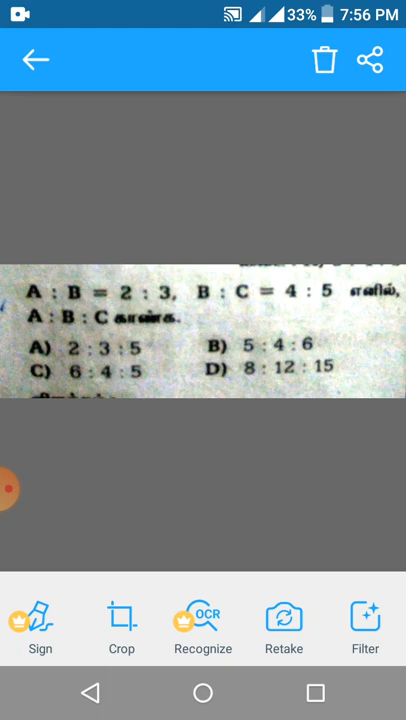 33% 7:56 PM
A : B = 2 : 3, B : C = 4 : 5 எனில்,
A : B : C காண்க.
A) 2 : 3 : 5 B) 5 : 4 : 6
C) 6 : 4 : 5 D) 8 : 12 : 15
Sign Crop OCR Recognize Retake Filter